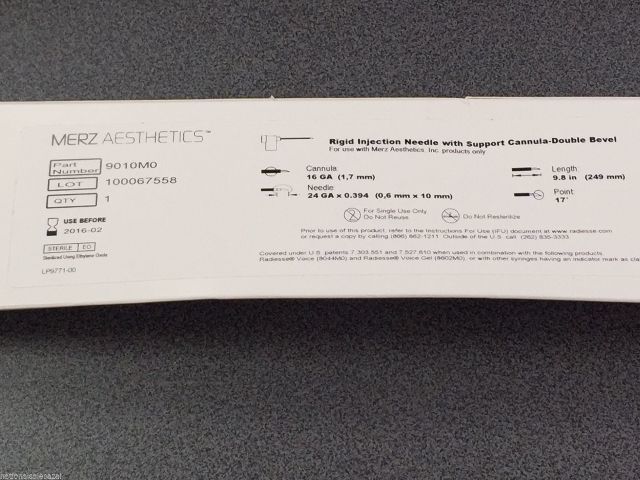 MERZ AESTHETICS™
Part Number 9010M0
LOT 100067558
QTY 1
USE BEFORE
2016-02
STERILE EO
Sterilized Using Ethylene Oxide
LP9771-00
Rigid Injection Needle with Support Cannula-Double Bevel
For use with Merz Aesthetics, Inc. products only
Cannula
16 GA (1,7 mm)
Needle
24 GA x 0.394 (0,6 mm x 10 mm)
Length
9.8 in (249 mm)
Point
17°
For Single Use Only
Do Not Reuse
Do Not Resterilize
Prior to use of this product, refer to the Instructions For Use (IFU) document at www.radiesse.com
or request a copy by calling (866) 862-1211 Outside of the U.S. call (262) 835-3333
Covered under U.S. patents 7,303,551 and 7,527,610 when used in combination with the following products.
Radiesse® Voice (8044M0) and Radiesse® Voice Gel (8602M0), or with other syringes having an indicator mark as